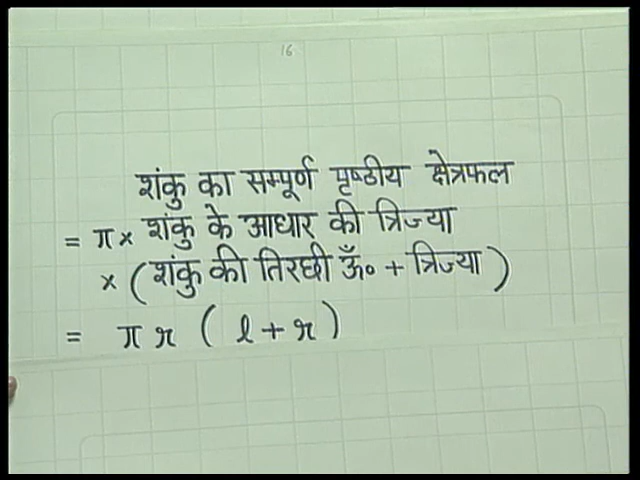 16
शंकु का सम्पूर्ण पृष्ठीय क्षेत्रफल
= π × शंकु के आधार की त्रिज्या
× (शंकु की तिरछी ऊँ० + त्रिज्या)
= π r ( l + r )